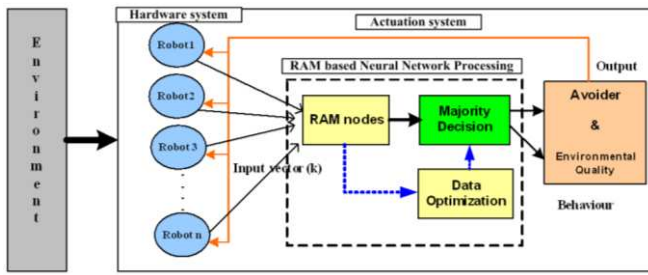 Hardware system
Actuation system
Environment
Robot1
Robot2
Robot 3
Robot n
Input vector (k)
RAM based Neural Network Processing
RAM nodes
Majority
Decision
Data
Optimization
Output
Avoider
&
Environmental
Quality
Behaviour